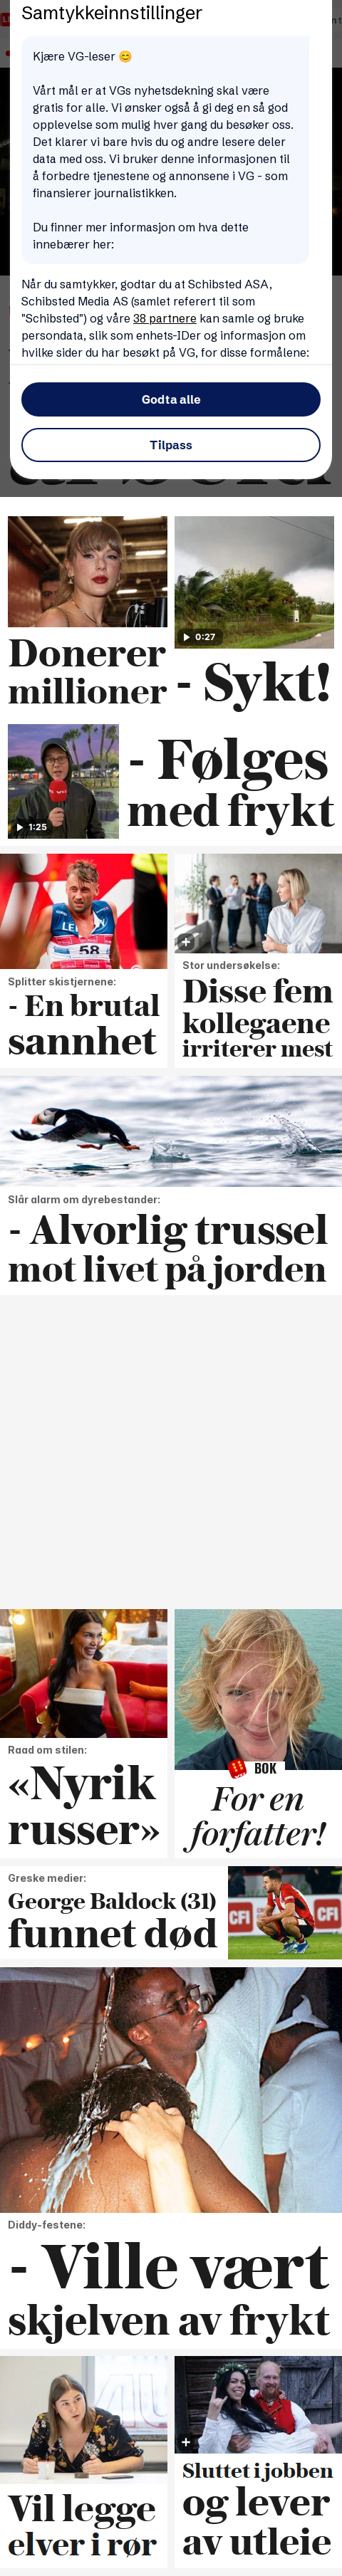 Samtykkeinnstillinger
Kjære VG-leser 😊
Vårt mål er at VGs nyhetsdekning skal være
gratis for alle. Vi ønsker også å gi deg en så god
opplevelse som mulig hver gang du besøker oss.
Det klarer vi bare hvis du og andre lesere deler
data med oss. Vi bruker denne informasjonen til
å forbedre tjenestene og annonsene i VG - som
finansierer journalistikken.
Du finner mer informasjon om hva dette
innebærer her:
Når du samtykker, godtar du at Schibsted ASA,
Schibsted Media AS (samlet referert til som
"Schibsted") og våre 38 partnere kan samle og bruke
persondata, slik som enhets-IDer og informasjon om
hvilke sider du har besøkt på VG, for disse formålene:
Godta alle
Tilpass
Donerer
millioner
0:27
- Sykt!
1:25
- Følges
med frykt
58
Splitter skistjernene:
- En brutal
sannhet
Stor undersøkelse:
Disse fem
kollegaene
irriterer mest
Slår alarm om dyrebestander:
- Alvorlig trussel
mot livet på jorden
Raad om stilen:
«Nyrik
russer»
BOK
For en
forfatter!
Greske medier:
George Baldock (31)
funnet død
CFI
Diddy-festene:
- Ville vært
skjelven av frykt
Vil legge
elver i rør
Sluttet i jobben
og lever
av utleie